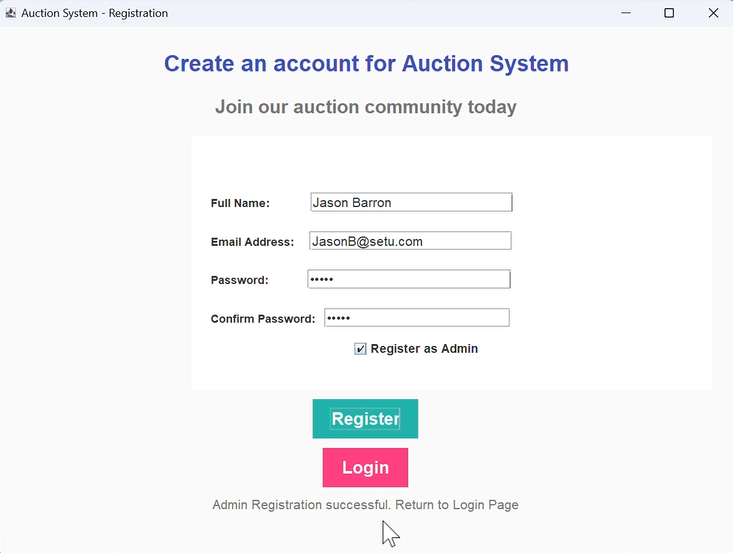 Auction System - Registration
Create an account for Auction System
Join our auction community today
Full Name: Jason Barron
Email Address: JasonB@setu.com
Password: •••••
Confirm Password: •••••
Register as Admin
Register
Login
Admin Registration successful. Return to Login Page